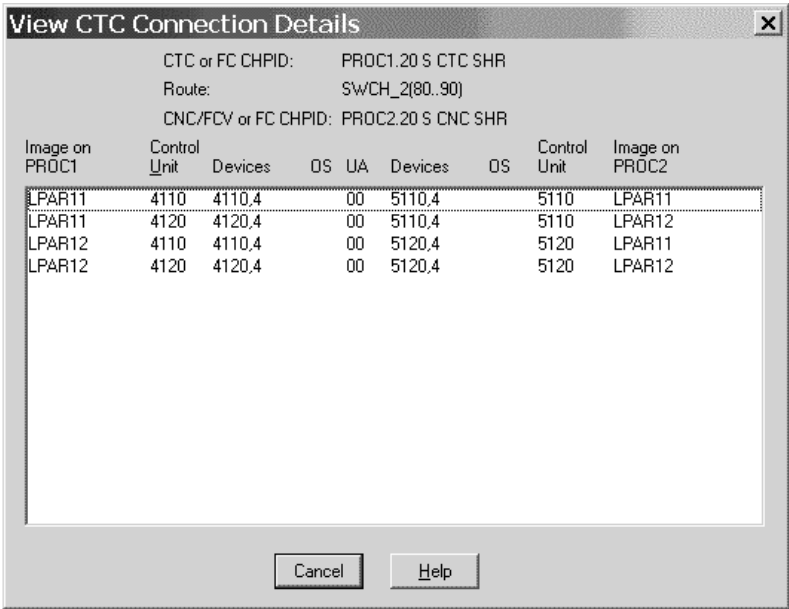 View CTC Connection Details
CTC or FC CHPID: PROC1.20 S CTC SHR
Route: SWCH_2(80..90)
CNC/FCV or FC CHPID: PROC2.20 S CNC SHR
Image on Control Control Image on
PROC1 Unit Devices OS UA Devices OS Unit PROC2
LPAR11 4110 4110,4 00 5110,4 5110 LPAR11
LPAR11 4120 4120,4 00 5110,4 5110 LPAR12
LPAR12 4110 4110,4 00 5120,4 5120 LPAR11
LPAR12 4120 4120,4 00 5120,4 5120 LPAR12
Cancel Help